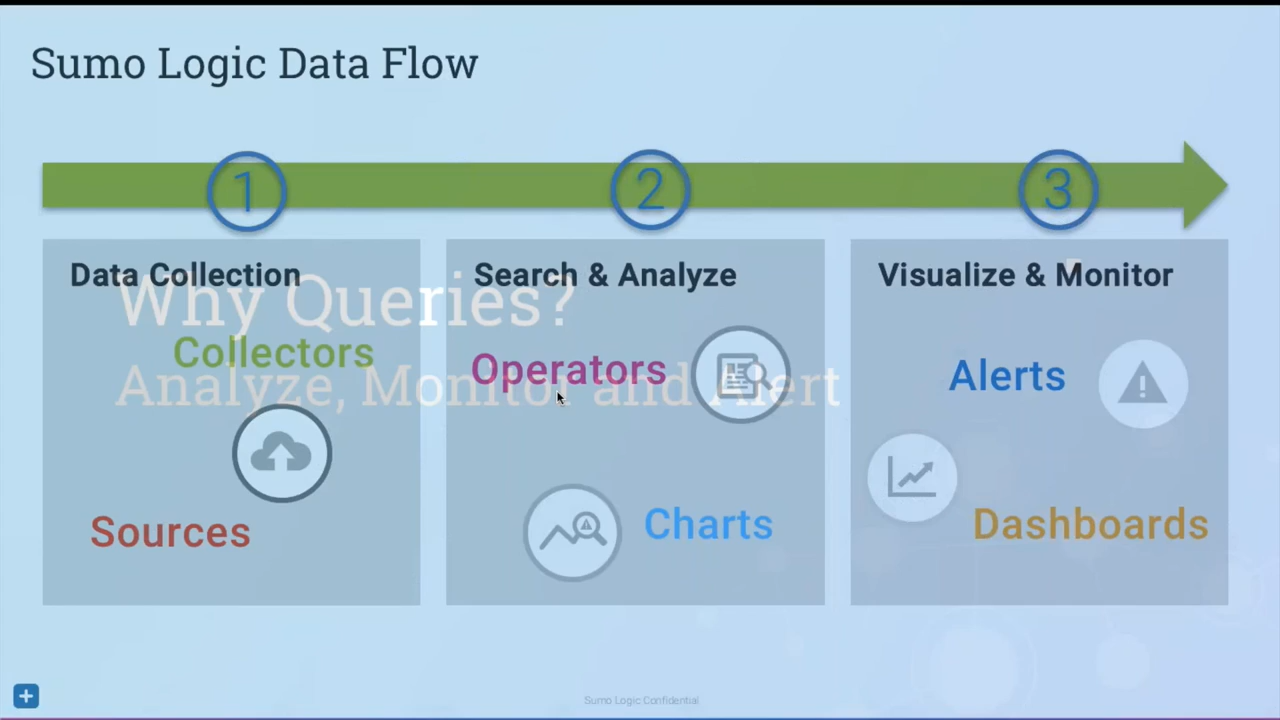 Sumo Logic Data Flow
1
2
3
Data Collection
Search & Analyze
Visualize & Monitor
Why Queries?
Collectors
Operators
Alerts
Analyze, Monitor and Alert
Sources
Charts
Dashboards
Sumo Logic Confidential